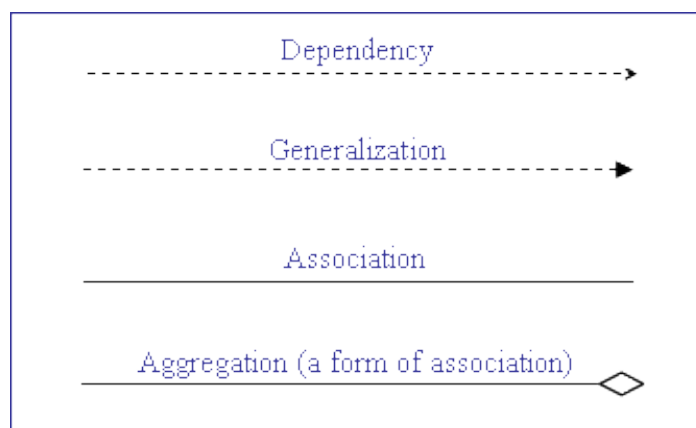 Dependency
Generalization
Association
Aggregation (a form of association)